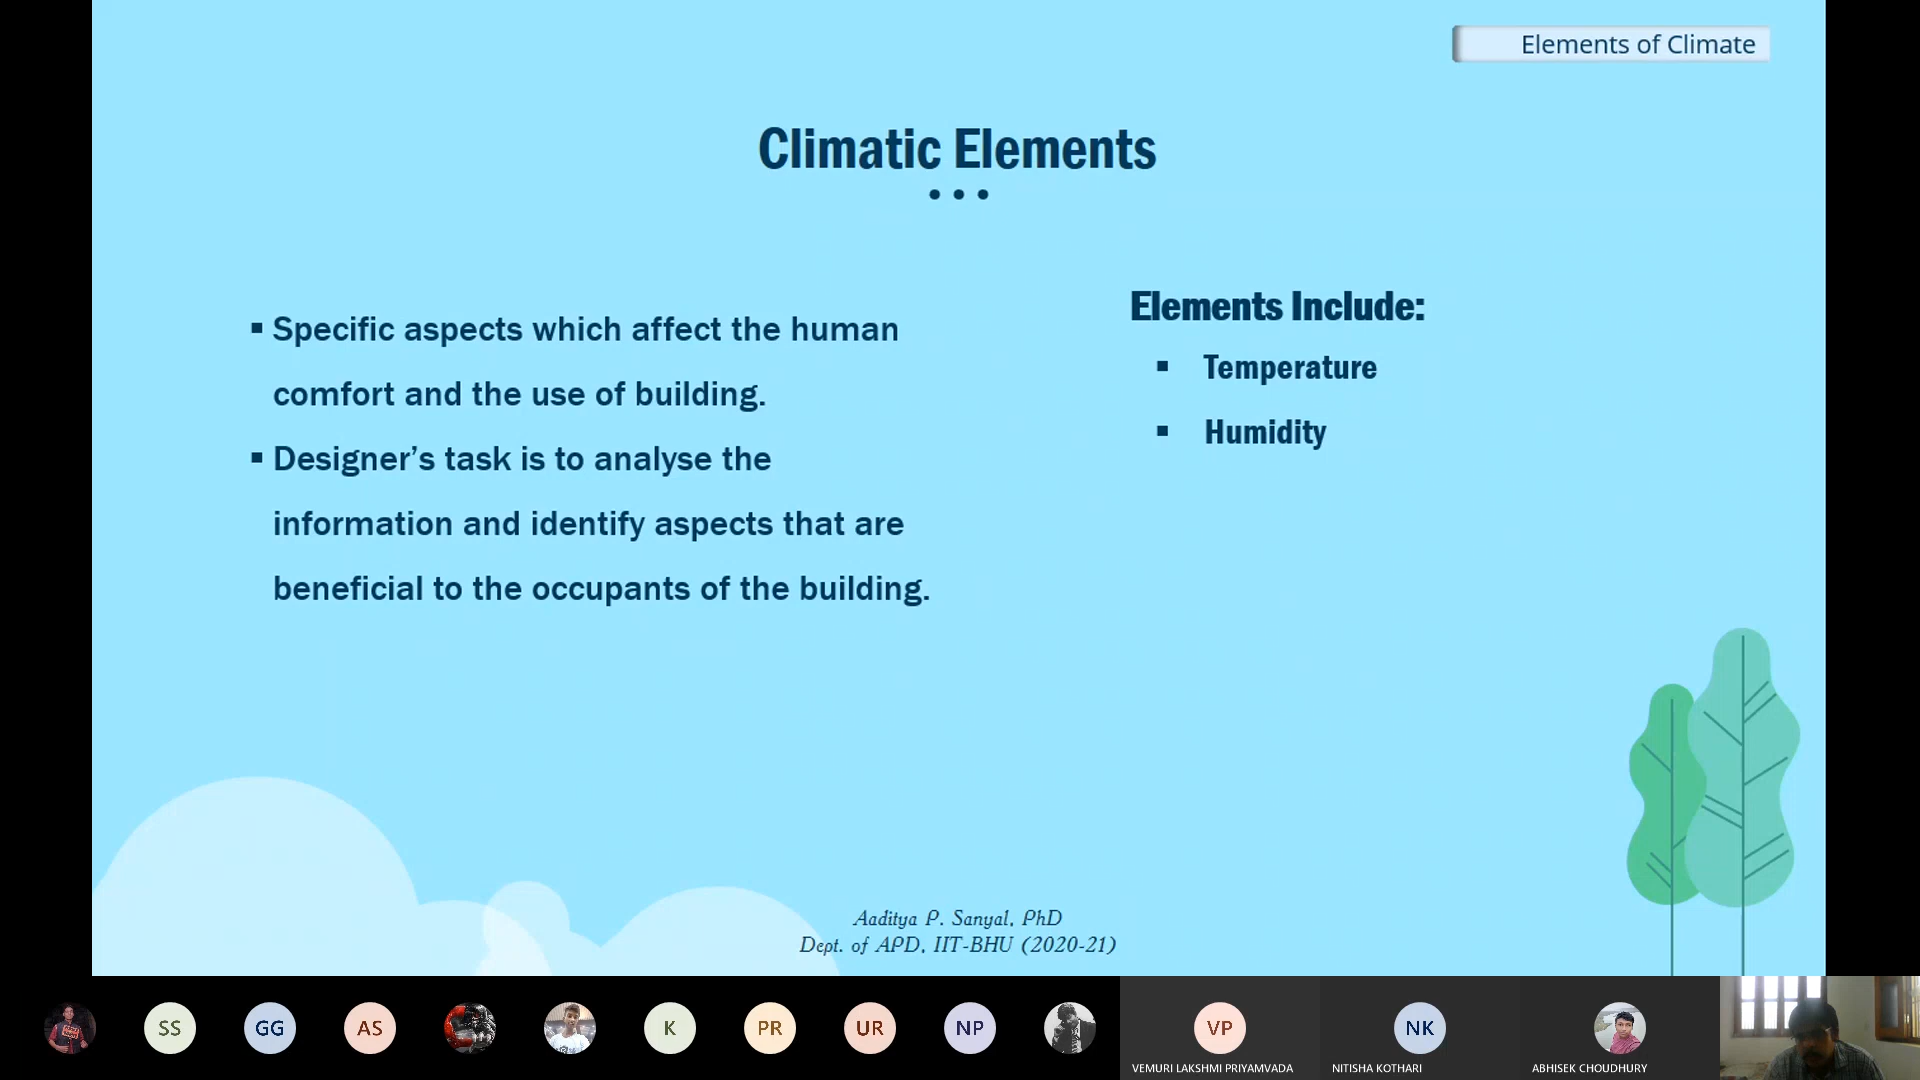 Elements of Climate
Climatic Elements
▪ Specific aspects which affect the human
comfort and the use of building.
▪ Designer’s task is to analyse the
information and identify aspects that are
beneficial to the occupants of the building.
Elements Include:
▪ Temperature
▪ Humidity
Aaditya P. Sanyal, PhD
Dept. of APD, IIT-BHU (2020-21)
SS
GG
AS
K
PR
UR
NP
VP
NK
VEMURI LAKSHMI PRIYAMVADA
NITISHA KOTHARI
ABHISEK CHOUDHURY